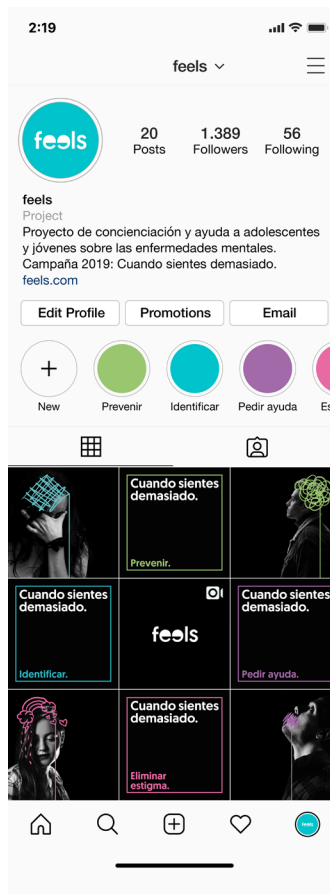 2:19
feels
feels
20 1.389 56
Posts Followers Following
feels
Project
Proyecto de concienciación y ayuda a adolescentes
y jóvenes sobre las enfermedades mentales.
Campaña 2019: Cuando sientes demasiado.
feels.com
Edit Profile Promotions Email
New Prevenir Identificar Pedir ayuda Es
Cuando sientes
demasiado.
Prevenir.
Cuando sientes
demasiado.
Identificar.
feels
Cuando sientes
demasiado.
Pedir ayuda.
Cuando sientes
demasiado.
Eliminar
estigma.
feels